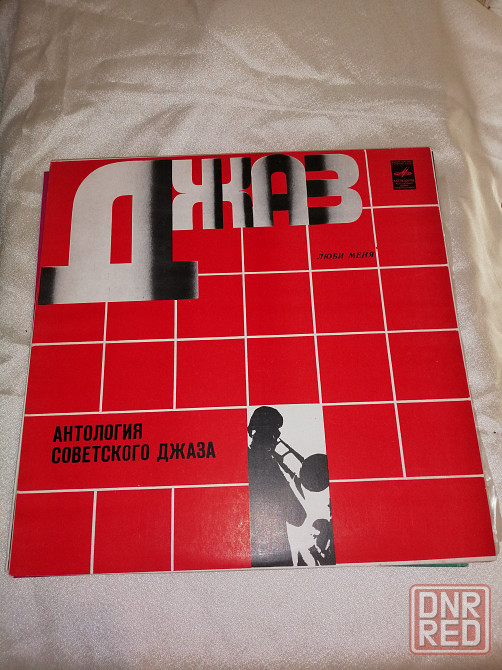 ДЖАЗ
ЛЮБИ МЕНЯ
АНТОЛОГИЯ
СОВЕТСКОГО ДЖАЗА
DNR
RED